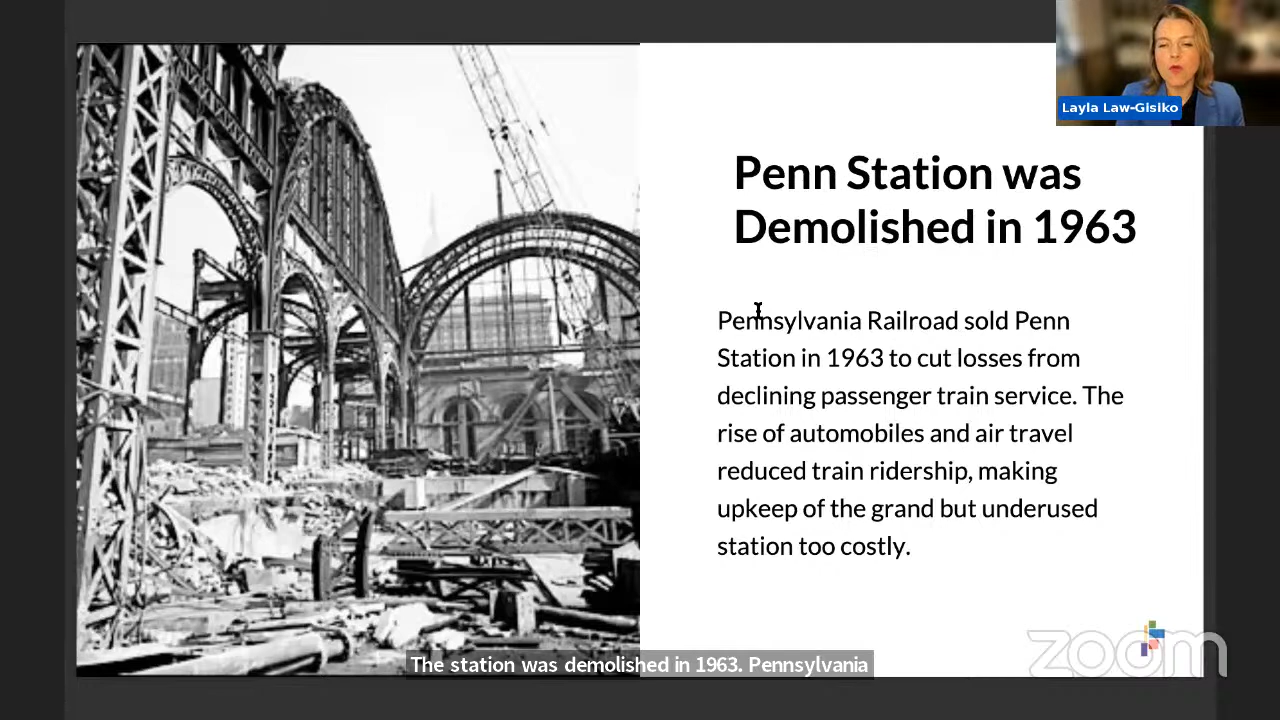 Layla Law-Gisiko
Penn Station was
Demolished in 1963
Pennsylvania Railroad sold Penn
Station in 1963 to cut losses from
declining passenger train service. The
rise of automobiles and air travel
reduced train ridership, making
upkeep of the grand but underused
station too costly.
The station was demolished in 1963. Pennsylvania
zoom